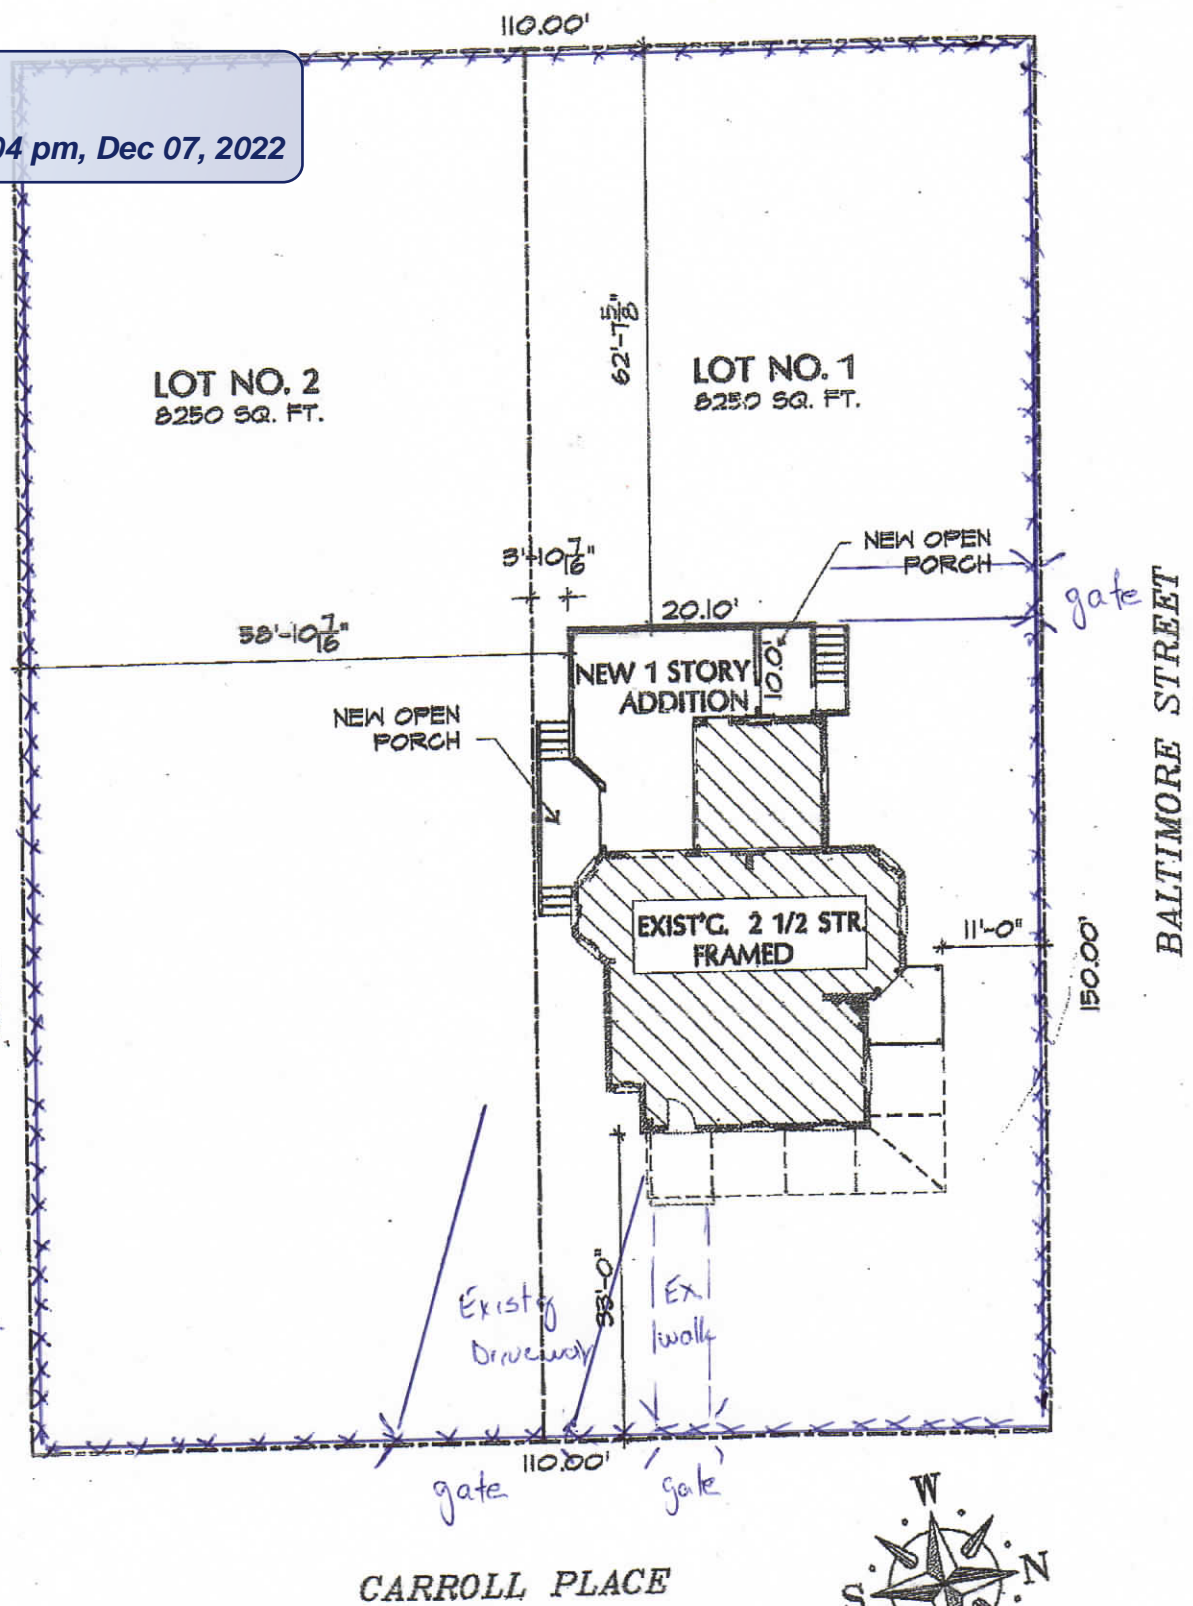 110.00'
04 pm, Dec 07, 2022
62'-7 5/8"
LOT NO. 2
8250 SQ. FT.
LOT NO. 1
8250 SQ. FT.
3'-10 7/16"
NEW OPEN
PORCH
gate
58'-10 7/16"
20.10'
10.0'
NEW 1 STORY
ADDITION
NEW OPEN
PORCH
BALTIMORE STREET
EXIST'G. 2 1/2 STR.
FRAMED
11'-0"
150.00'
33'-0"
Existg
Driveway
Ex
walk
110.00'
gate
gate
CARROLL PLACE
W
N
S